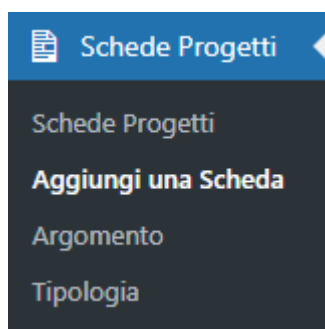 Schede Progetti
Schede Progetti
Aggiungi una Scheda
Argomento
Tipologia